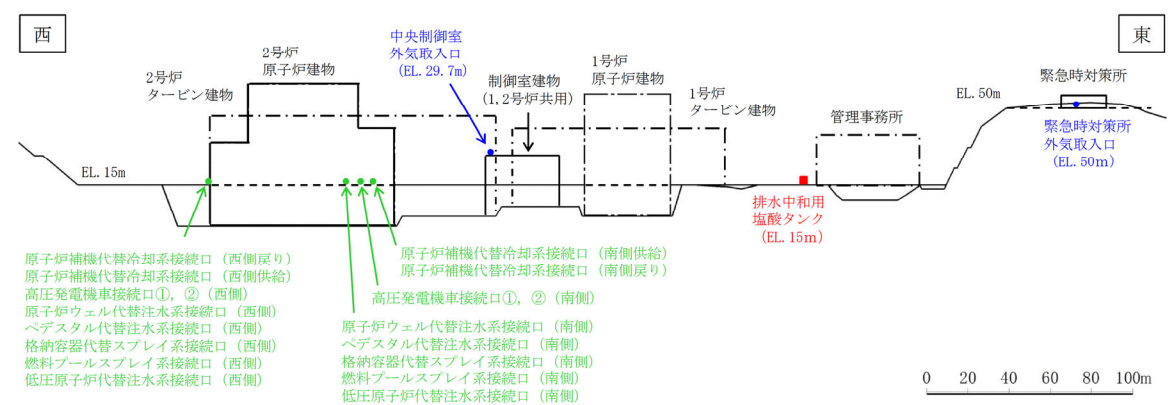 西
東
中央制御室
外気取入口
(EL.29.7m)
2号炉
原子炉建物
2号炉
タービン建物
制御室建物
(1,2号炉共用)
1号炉
原子炉建物
1号炉
タービン建物
管理事務所
緊急時対策所
EL.50m
緊急時対策所
外気取入口
(EL.50m)
EL.15m
排水中和用
塩酸タンク
(EL.15m)
原子炉補機代替冷却系接続口（西側戻り）
原子炉補機代替冷却系接続口（西側供給）
高圧発電機車接続口①，②（西側）
原子炉ウェル代替注水系接続口（西側）
ペデスタル代替注水系接続口（西側）
格納容器代替スプレイ系接続口（西側）
燃料プールスプレイ系接続口（西側）
低圧原子炉代替注水系接続口（西側）
原子炉補機代替冷却系接続口（南側供給）
原子炉補機代替冷却系接続口（南側戻り）
高圧発電機車接続口①，②（南側）
原子炉ウェル代替注水系接続口（南側）
ペデスタル代替注水系接続口（南側）
格納容器代替スプレイ系接続口（南側）
燃料プールスプレイ系接続口（南側）
低圧原子炉代替注水系接続口（南側）
0 20 40 60 80 100m